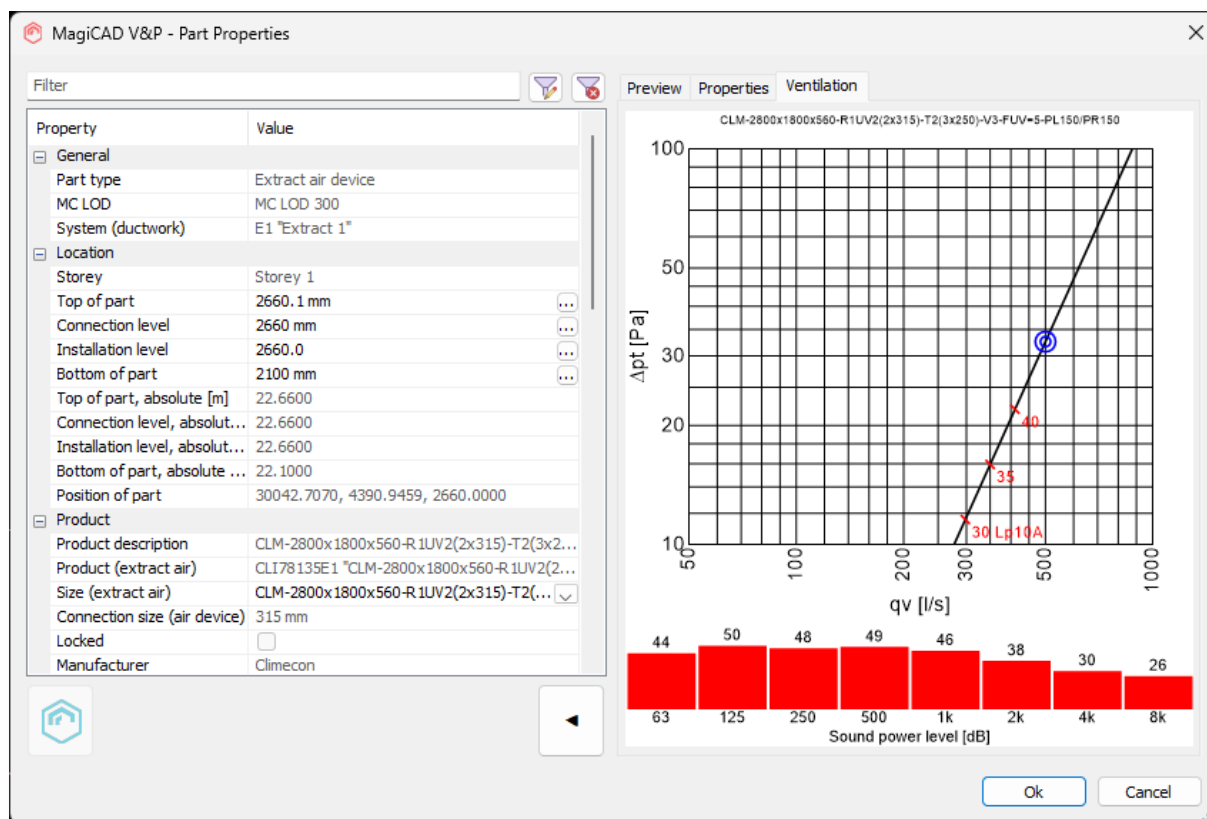 MagiCAD V&P - Part Properties
Filter
Property Value
General
Part type Extract air device
MC LOD MC LOD 300
System (ductwork) E1 "Extract 1"
Location
Storey Storey 1
Top of part 2660.1 mm ...
Connection level 2660 mm ...
Installation level 2660.0 ...
Bottom of part 2100 mm ...
Top of part, absolute [m] 22.6600
Connection level, absolut... 22.6600
Installation level, absolut... 22.6600
Bottom of part, absolute ... 22.1000
Position of part 30042.7070, 4390.9459, 2660.0000
Product
Product description CLM-2800x1800x560-R1UV2(2x315)-T2(3x2...
Product (extract air) CLI78135E1 "CLM-2800x1800x560-R1UV2(2...
Size (extract air) CLM-2800x1800x560-R1UV2(2x315)-T2(...
Connection size (air device) 315 mm
Locked
Manufacturer Climecon
Preview Properties Ventilation
CLM-2800x1800x560-R1UV2(2x315)-T2(3x250)-V3-FUV=5-PL150/PR150
100
50
30
20
10
Δpt [Pa]
40
35
30 Lp10A
50 100 200 300 500 1000
qv [l/s]
44 50 48 49 46 38 30 26
63 125 250 500 1k 2k 4k 8k
Sound power level [dB]
Ok Cancel